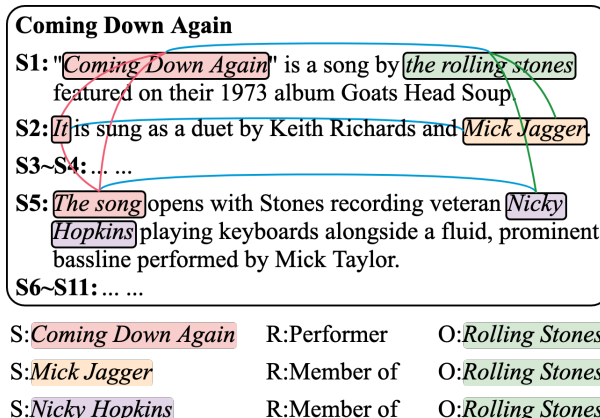 Coming Down Again
S1: "Coming Down Again" is a song by the rolling stones
featured on their 1973 album Goats Head Soup.
S2: It is sung as a duet by Keith Richards and Mick Jagger.
S3~S4: ... ...
S5: The song opens with Stones recording veteran Nicky
Hopkins playing keyboards alongside a fluid, prominent
bassline performed by Mick Taylor.
S6~S11: ... ...
S:Coming Down Again R:Performer O:Rolling Stones
S:Mick Jagger R:Member of O:Rolling Stones
S:Nicky Hopkins R:Member of O:Rolling Stones